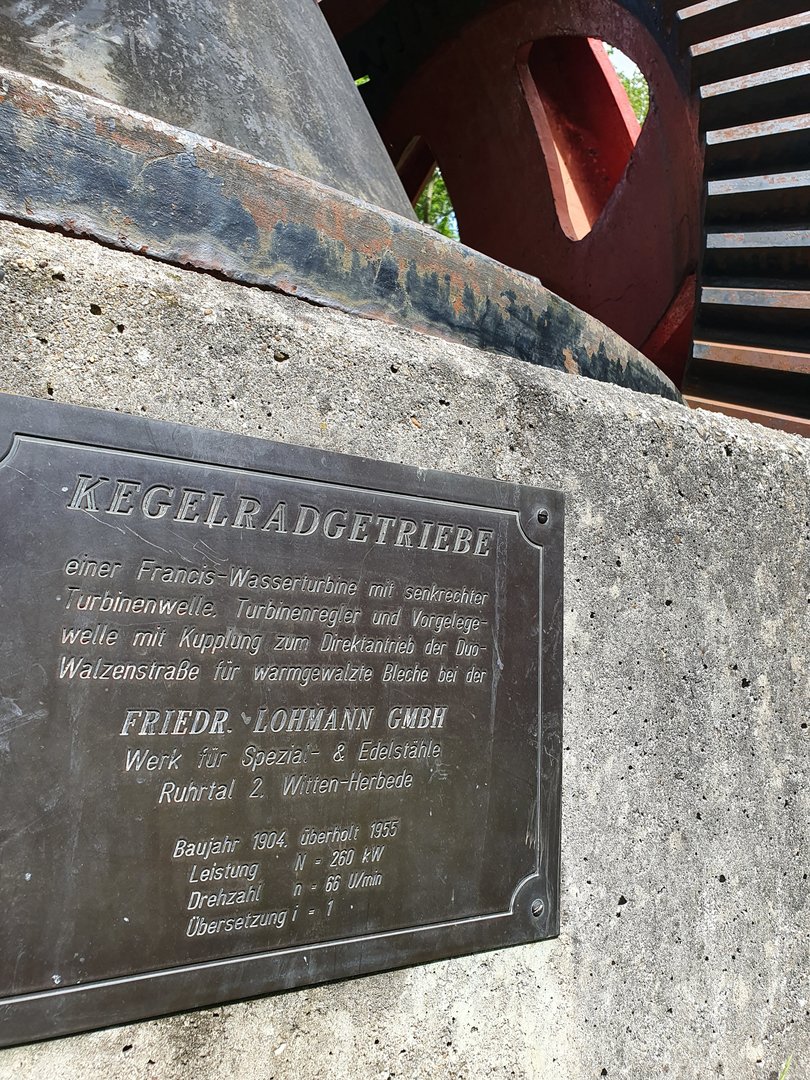 KEGELRADGETRIEBE
einer Francis-Wasserturbine mit senkrechter
Turbinenwelle, Turbinenregler und Vorgelege-
welle mit Kupplung zum Direktantrieb der Duo-
Walzenstraße für warmgewalzte Bleche bei der
FRIEDR. LOHMANN GMBH
Werk für Spezial- & Edelstähle
Ruhrtal 2, Witten-Herbede
Baujahr 1904, überholt 1955
Leistung N = 260 kW
Drehzahl n = 66 U/min
Übersetzung i = 1